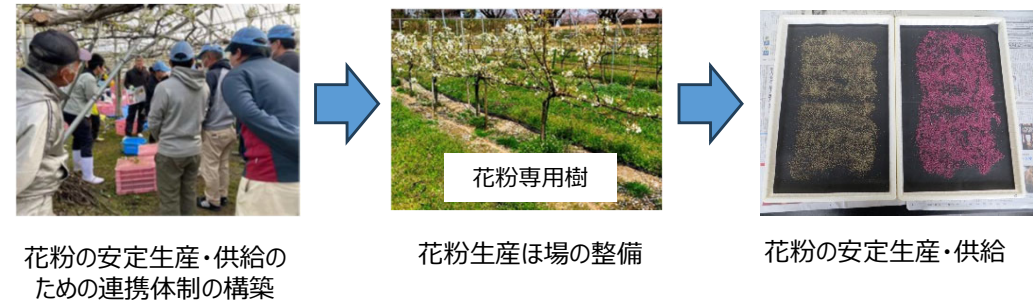 花粉専用樹
花粉の安定生産・供給の
ための連携体制の構築
花粉生産ほ場の整備
花粉の安定生産・供給